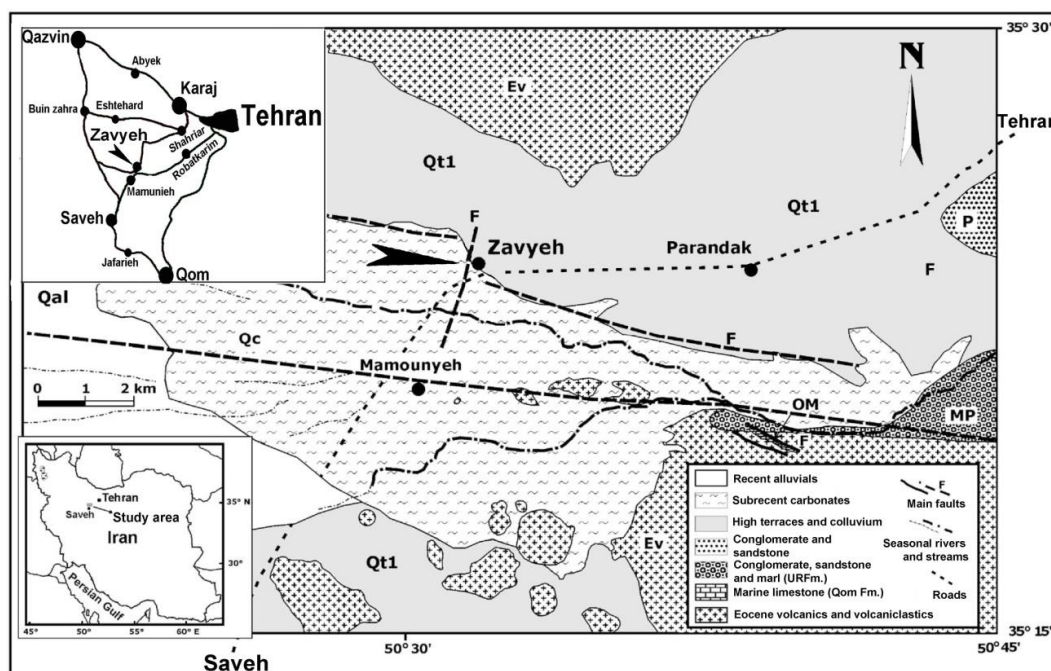 Qazvin
Abyek
Karaj
Tehran
Buin zahra
Eshtehard
Shahriar
Zavyeh
Robatkarim
Mamunieh
Saveh
Jafarieh
Qom
35° 30'
Ev
N
Tehran
Qt1
Qt1
P
F
Zavyeh
Parandak
F
Qal
Qc
F
Mamounyeh
0 1 2 km
OM
MP
F
Tehran
Saveh
Study area
Iran
Persian Gulf
35° N
30°
45° 50° 55° 60° E
Qt1
Ev
Recent alluvials
Subrecent carbonates
High terraces and colluvium
Conglomerate and
sandstone
Conglomerate, sandstone
and marl (URFm.)
Marine limestone (Qom Fm.)
Eocene volcanics and volcaniclastics
F
Main faults
Seasonal rivers
and streams
Roads
35° 15'
Saveh
50° 30'
50° 45'